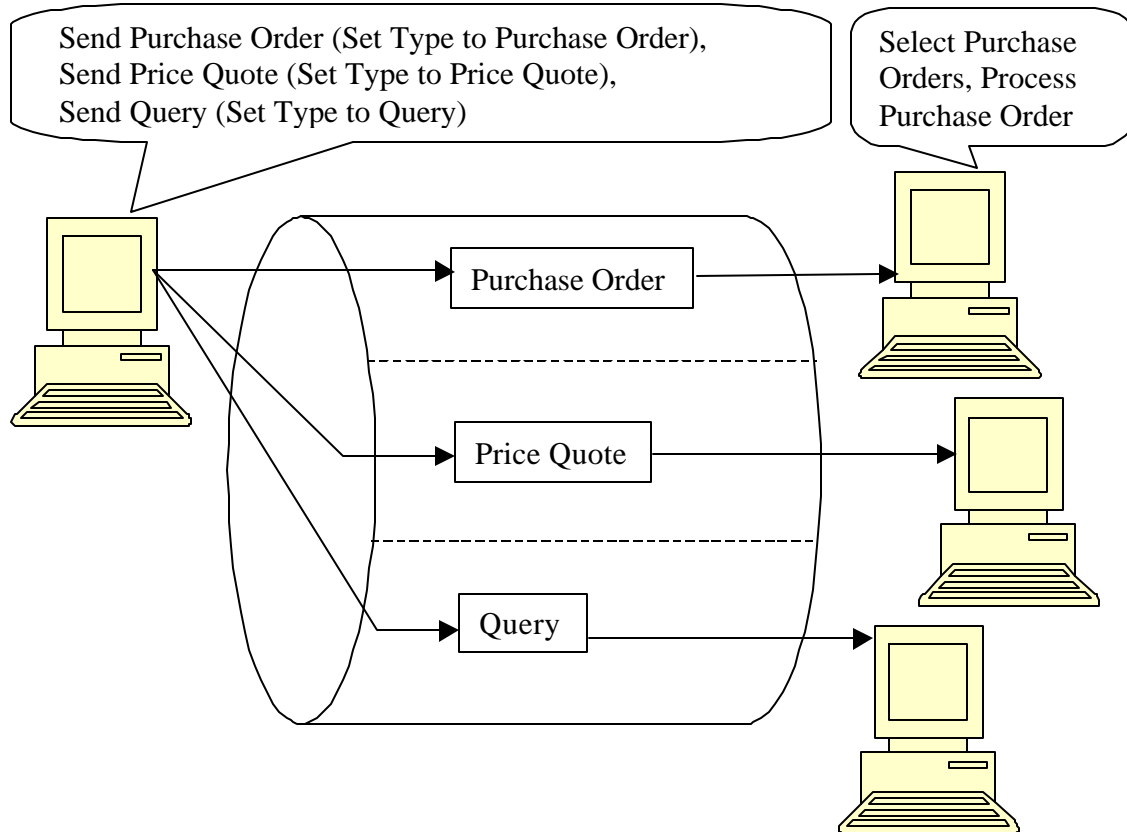 Send Purchase Order (Set Type to Purchase Order),
Send Price Quote (Set Type to Price Quote),
Send Query (Set Type to Query)
Select Purchase
Orders, Process
Purchase Order
Purchase Order
Price Quote
Query